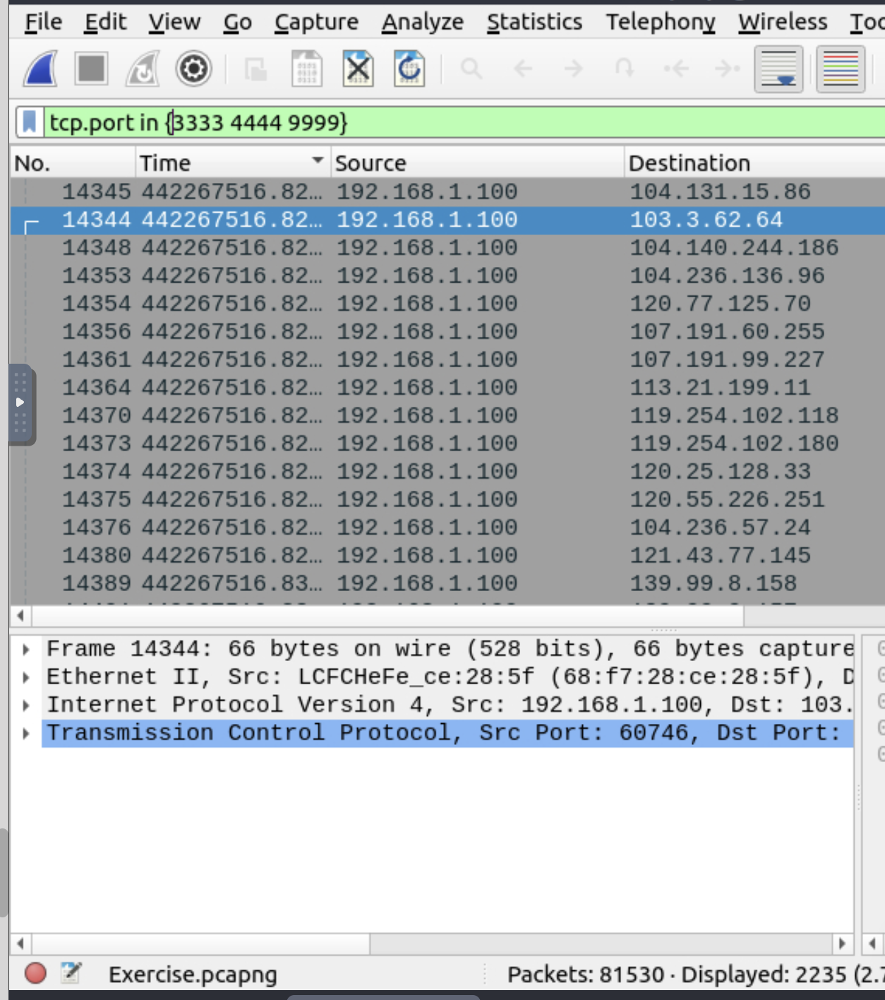 File Edit View Go Capture Analyze Statistics Telephony Wireless
tcp.port in {3333 4444 9999}
No. Time Source Destination
14345 442267516.82… 192.168.1.100 104.131.15.86
14344 442267516.82… 192.168.1.100 103.3.62.64
14348 442267516.82… 192.168.1.100 104.140.244.186
14353 442267516.82… 192.168.1.100 104.236.136.96
14354 442267516.82… 192.168.1.100 120.77.125.70
14356 442267516.82… 192.168.1.100 107.191.60.255
14361 442267516.82… 192.168.1.100 107.191.99.227
14364 442267516.82… 192.168.1.100 113.21.199.11
14370 442267516.82… 192.168.1.100 119.254.102.118
14373 442267516.82… 192.168.1.100 119.254.102.180
14374 442267516.82… 192.168.1.100 120.25.128.33
14375 442267516.82… 192.168.1.100 120.55.226.251
14376 442267516.82… 192.168.1.100 104.236.57.24
14380 442267516.82… 192.168.1.100 121.43.77.145
14389 442267516.83… 192.168.1.100 139.99.8.158
Frame 14344: 66 bytes on wire (528 bits), 66 bytes capture
Ethernet II, Src: LCFCHeFe_ce:28:5f (68:f7:28:ce:28:5f), D
Internet Protocol Version 4, Src: 192.168.1.100, Dst: 103.
Transmission Control Protocol, Src Port: 60746, Dst Port:
Exercise.pcapng Packets: 81530 · Displayed: 2235 (2.7